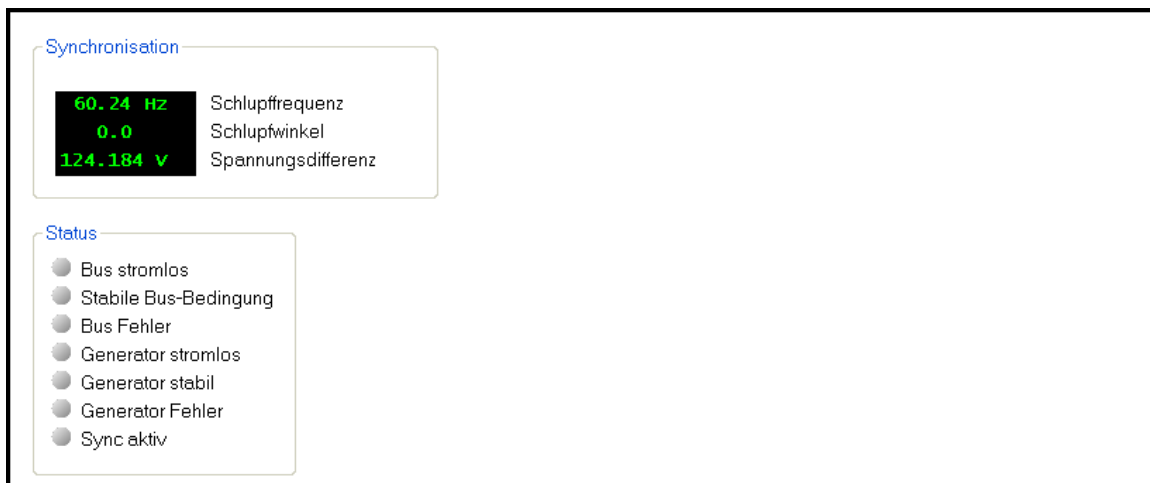 Synchronisation
60.24 Hz Schlupffrequenz
0.0 Schlupfwinkel
124.184 V Spannungsdifferenz
Status
Bus stromlos
Stabile Bus-Bedingung
Bus Fehler
Generator stromlos
Generator stabil
Generator Fehler
Sync aktiv